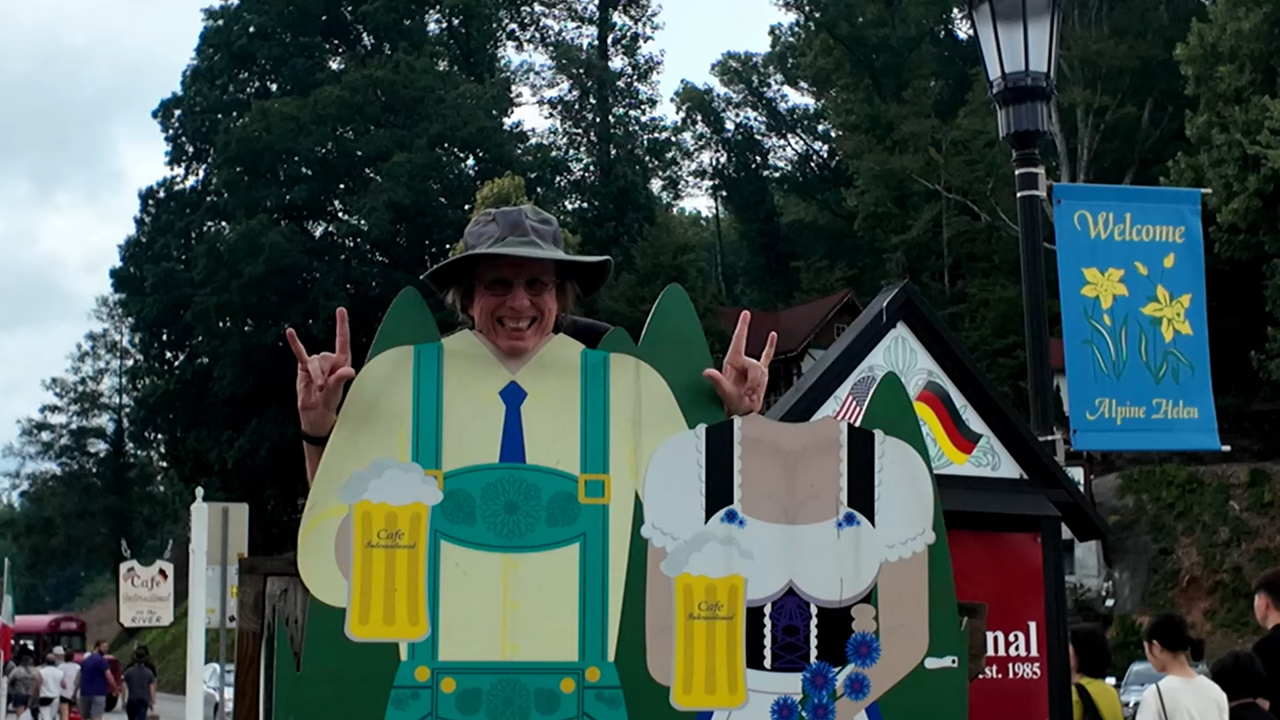 Welcome
Alpine Helen
Cafe
International
Cafe
International
Cafe
International
on the
RIVER
nal
est. 1985